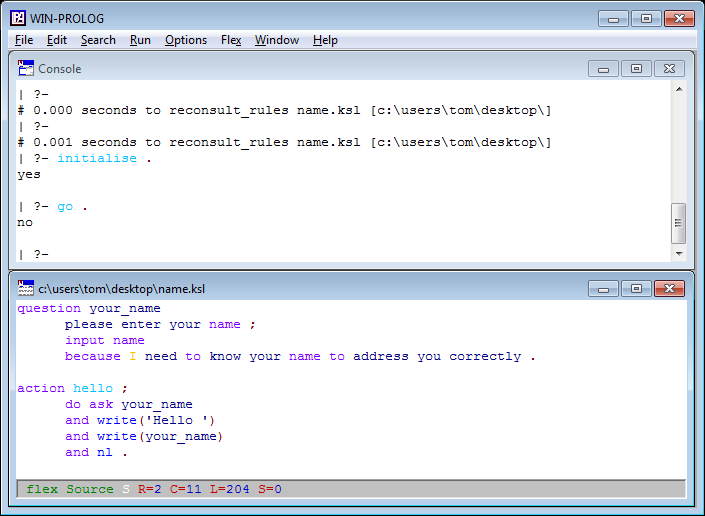 WIN-PROLOG
File Edit Search Run Options Flex Window Help
Console
| ?-
# 0.000 seconds to reconsult_rules name.ksl [c:\users\tom\desktop\]
| ?-
# 0.001 seconds to reconsult_rules name.ksl [c:\users\tom\desktop\]
| ?- initialise .
yes
| ?- go .
no
| ?-
c:\users\tom\desktop\name.ksl
question your_name
please enter your name ;
input name
because I need to know your name to address you correctly .
action hello ;
do ask your_name
and write('Hello ')
and write(your_name)
and nl .
flex Source S R=2 C=11 L=204 S=0